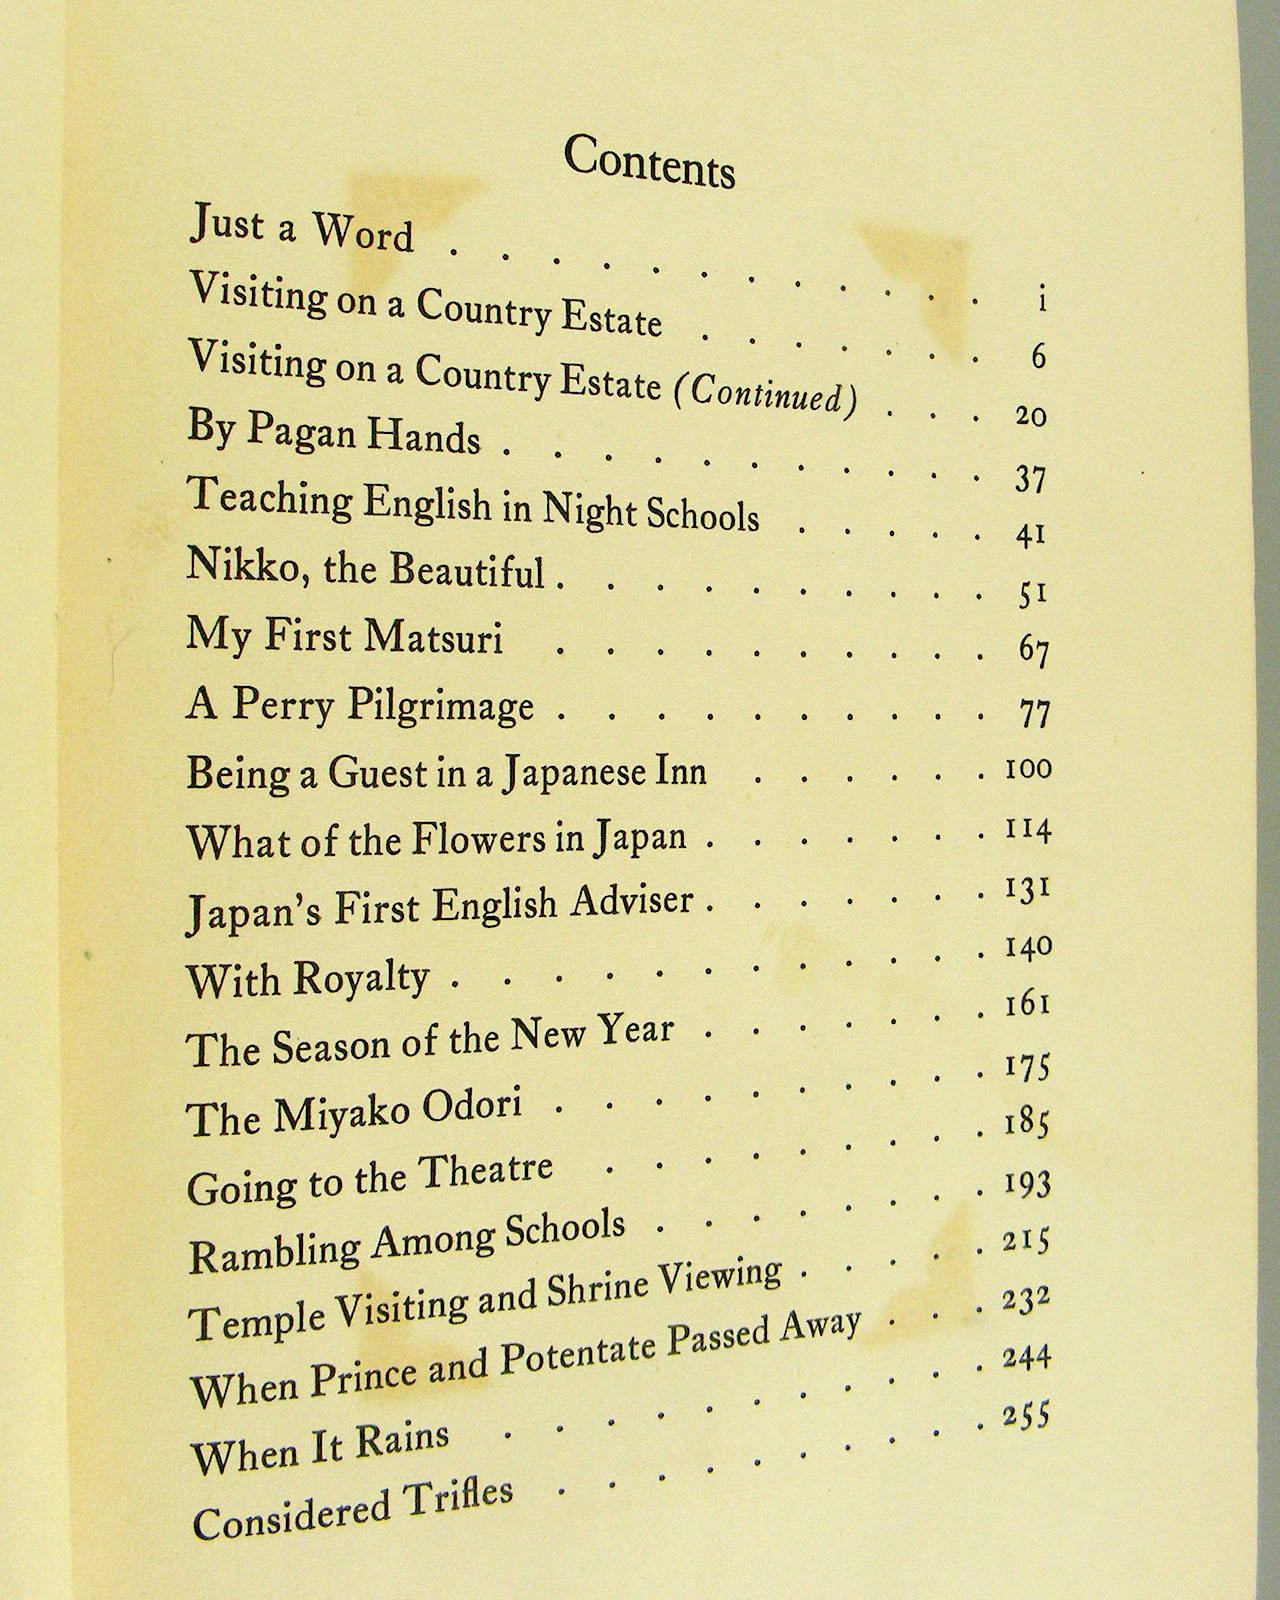 Contents
Just a Word . . . . . . . . . . . . i
Visiting on a Country Estate . . . . . . . 6
Visiting on a Country Estate (Continued) . . . 20
By Pagan Hands . . . . . . . . . . . 37
Teaching English in Night Schools . . . . . 41
Nikko, the Beautiful . . . . . . . . . . 51
My First Matsuri . . . . . . . . . . 67
A Perry Pilgrimage . . . . . . . . . . 77
Being a Guest in a Japanese Inn . . . . . . 100
What of the Flowers in Japan . . . . . . . 114
Japan's First English Adviser . . . . . . . 131
With Royalty . . . . . . . . . . . . 140
The Season of the New Year . . . . . . . 161
The Miyako Odori . . . . . . . . . . 175
Going to the Theatre . . . . . . . . . 185
Rambling Among Schools . . . . . . . . 193
Temple Visiting and Shrine Viewing . . . . . 215
When Prince and Potentate Passed Away . . . 232
When It Rains . . . . . . . . . . . 244
Considered Trifles . . . . . . . . . . 255